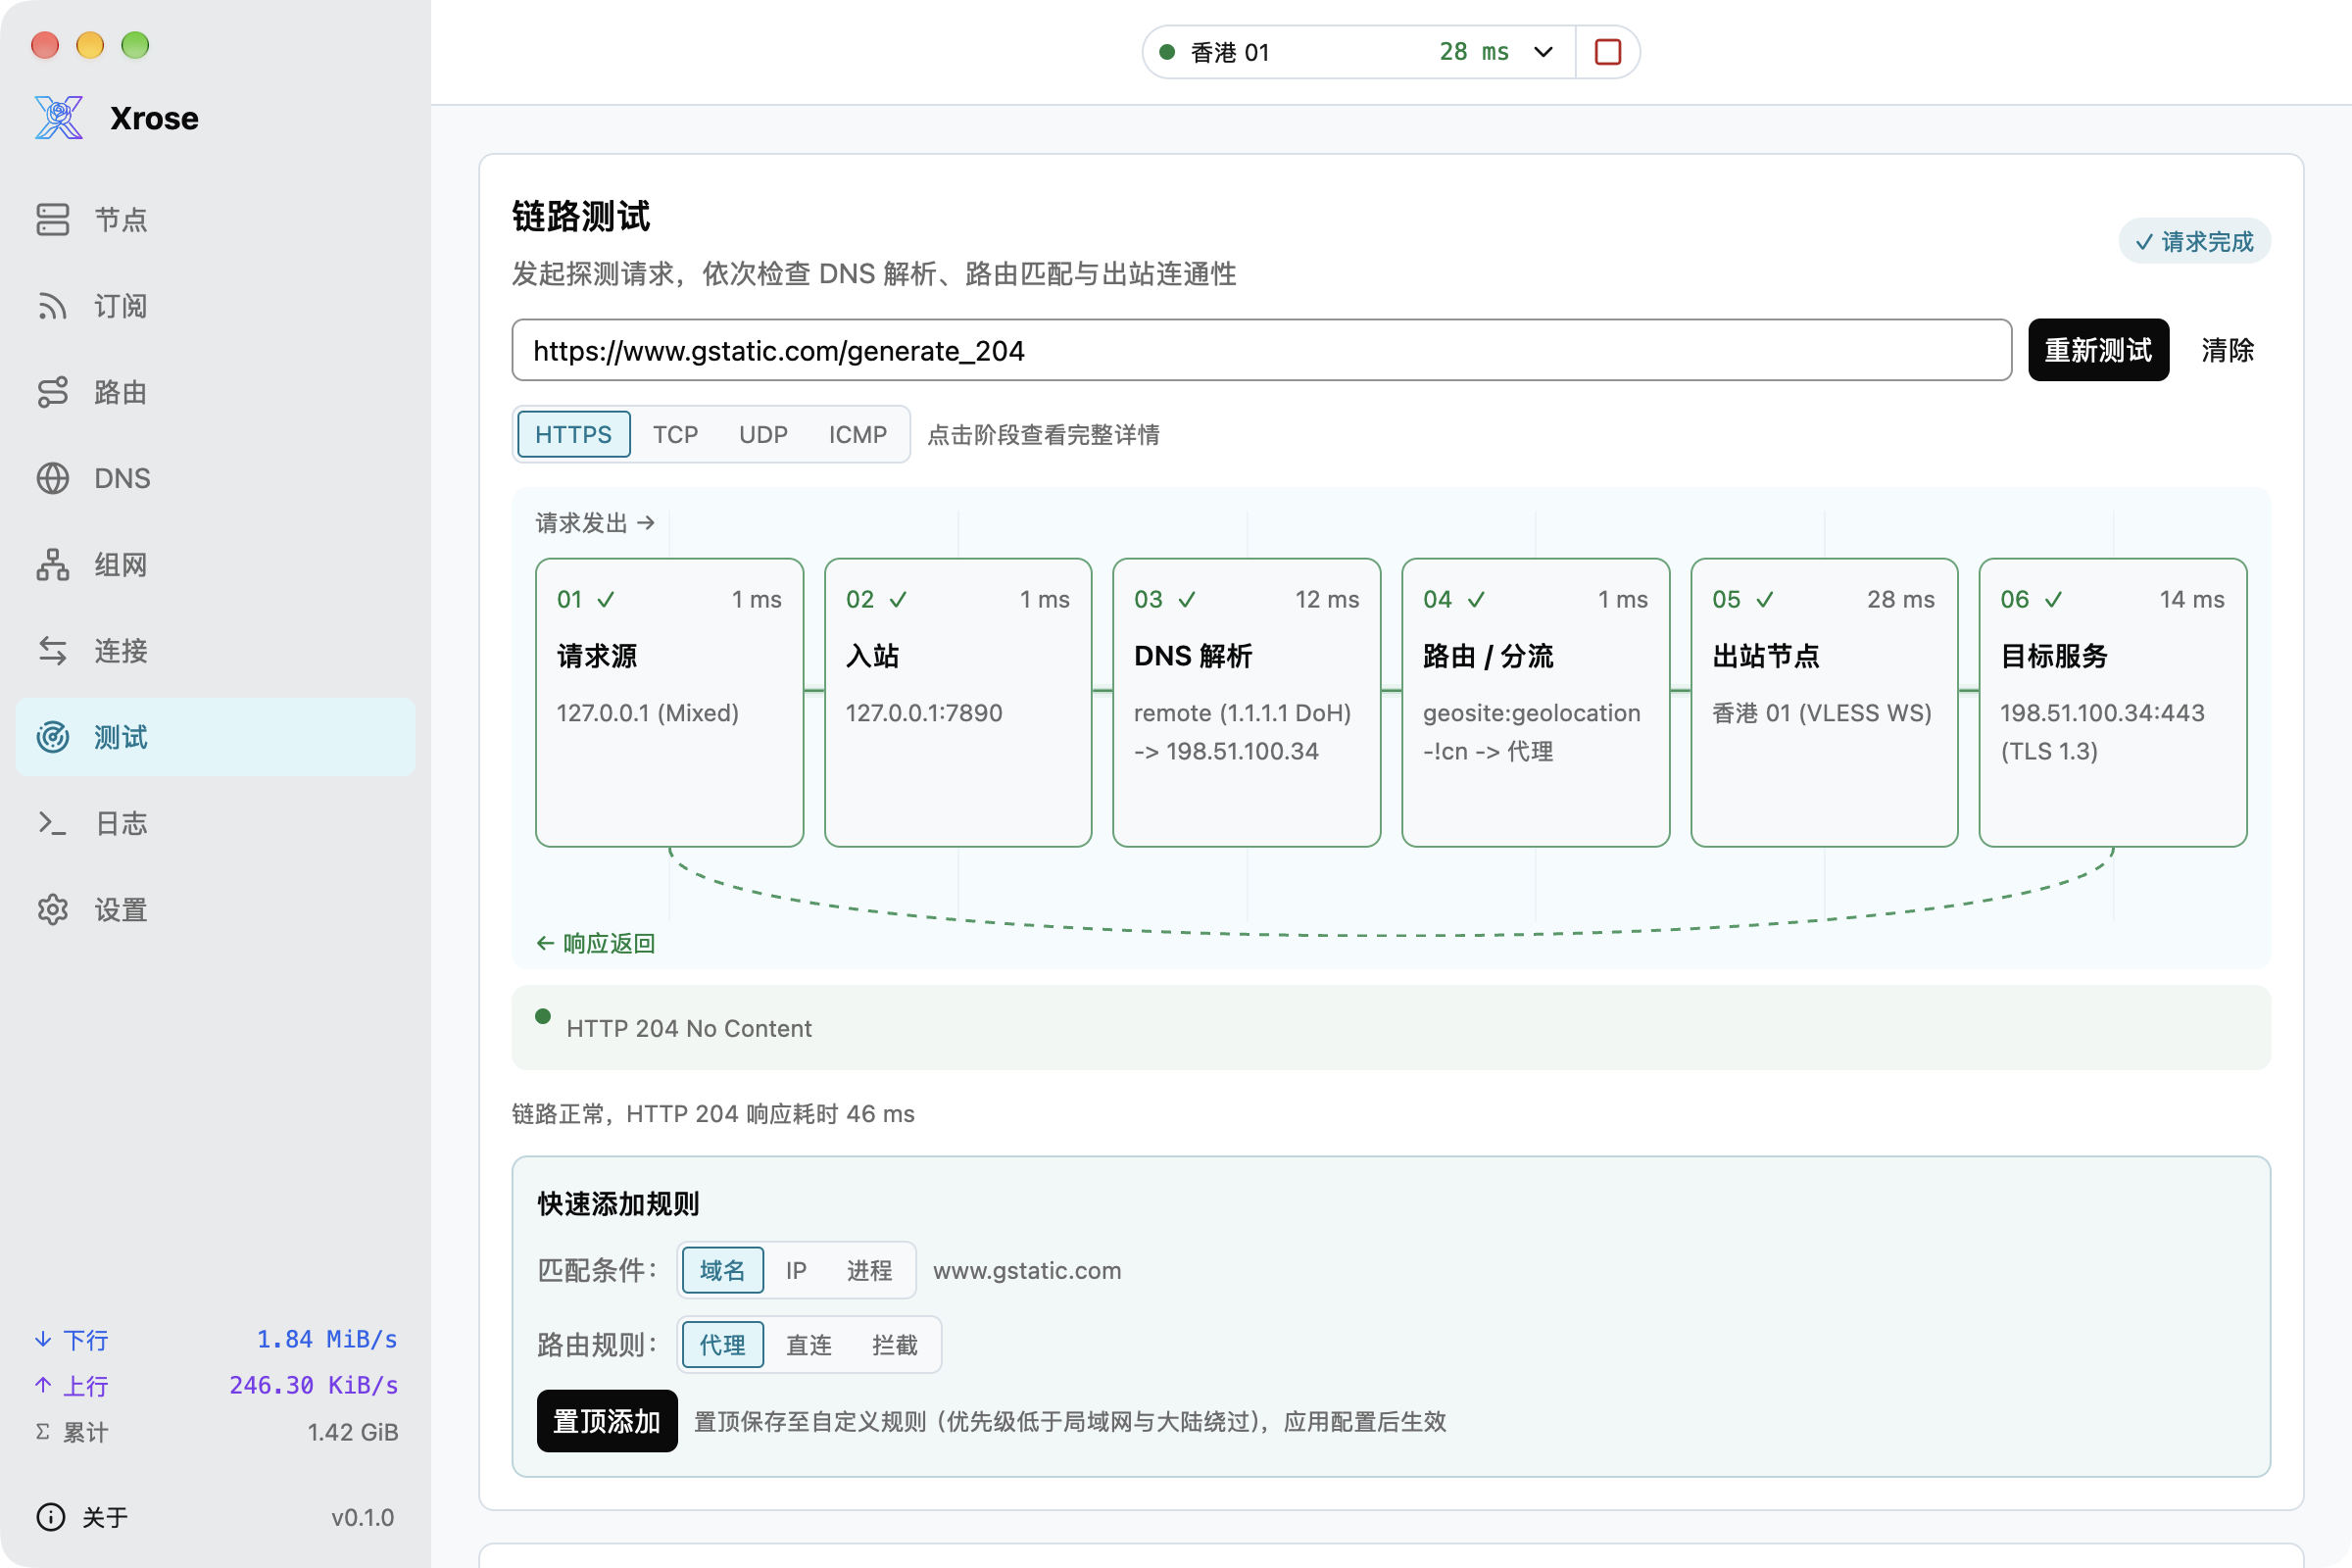 Xrose
节点
订阅
路由
DNS
组网
连接
测试
日志
设置
↓ 下行 1.84 MiB/s
↑ 上行 246.30 KiB/s
Σ 累计 1.42 GiB
关于 v0.1.0
香港 01 28 ms
链路测试
发起探测请求，依次检查 DNS 解析、路由匹配与出站连通性
✓ 请求完成
https://www.gstatic.com/generate_204
重新测试 清除
HTTPS TCP UDP ICMP 点击阶段查看完整详情
请求发出 →
01 ✓ 1 ms
请求源
127.0.0.1 (Mixed)
02 ✓ 1 ms
入站
127.0.0.1:7890
03 ✓ 12 ms
DNS 解析
remote (1.1.1.1 DoH)
-> 198.51.100.34
04 ✓ 1 ms
路由 / 分流
geosite:geolocation
-!cn -> 代理
05 ✓ 28 ms
出站节点
香港 01 (VLESS WS)
06 ✓ 14 ms
目标服务
198.51.100.34:443
(TLS 1.3)
← 响应返回
HTTP 204 No Content
链路正常，HTTP 204 响应耗时 46 ms
快速添加规则
匹配条件： 域名 IP 进程 www.gstatic.com
路由规则： 代理 直连 拦截
置顶添加 置顶保存至自定义规则（优先级低于局域网与大陆绕过），应用配置后生效